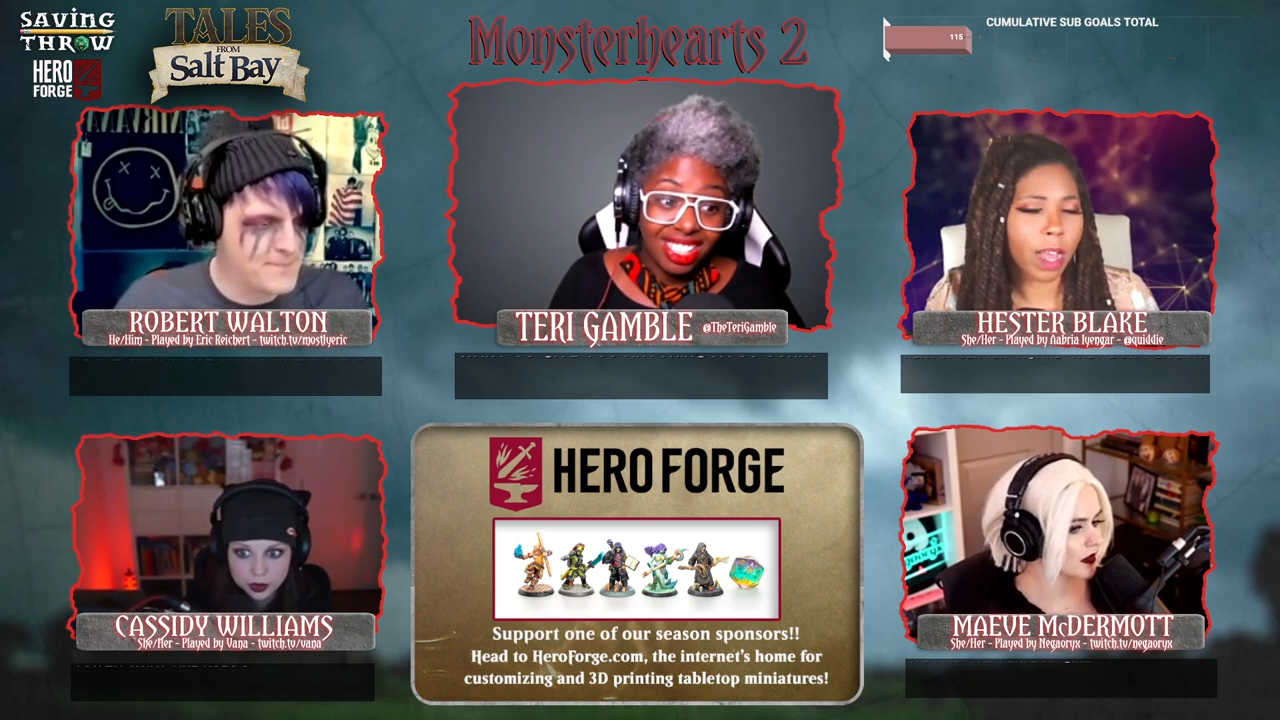 SAVING
THROW
HERO
FORGE
TALES
FROM
Salt Bay
Monsterhearts 2
CUMULATIVE SUB GOALS TOTAL
115
NIRVANA
ROBERT WALTON
He/Him - Played by Eric Reichert - twitch.tv/mostlyeric
TERI GAMBLE @TheTeriGamble
HESTER BLAKE
She/Her - Played by Aabria Iyengar - @quiddie
CASSIDY WILLIAMS
She/Her - Played by Vana - twitch.tv/vana
HERO FORGE
Support one of our season sponsors!!
Head to HeroForge.com, the internet's home for
customizing and 3D printing tabletop miniatures!
negaoryx
MAEVE McDERMOTT
She/Her - Played by Negaoryx - twitch.tv/negaoryx